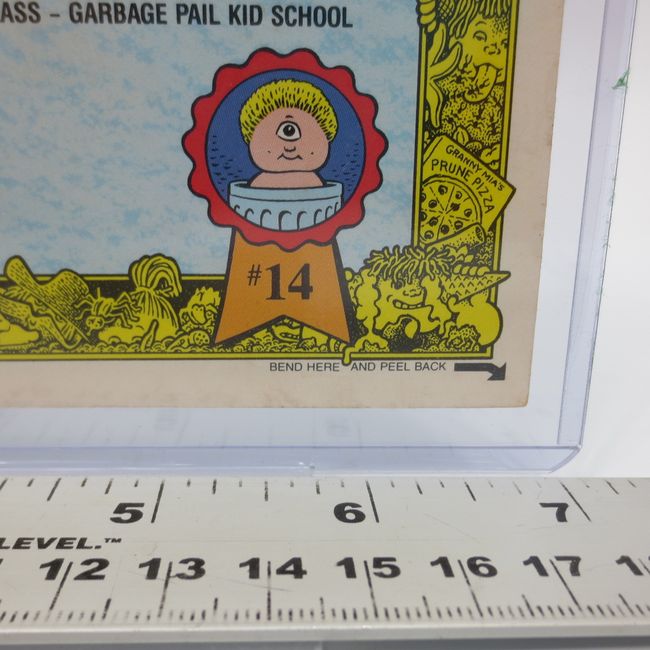 ASS – GARBAGE PAIL KID SCHOOL
GRANNY MIA'S
PRUNE PIZZ
#14
BEND HERE AND PEEL BACK
5 6 7
LEVEL.™
12 13 14 15 16 17